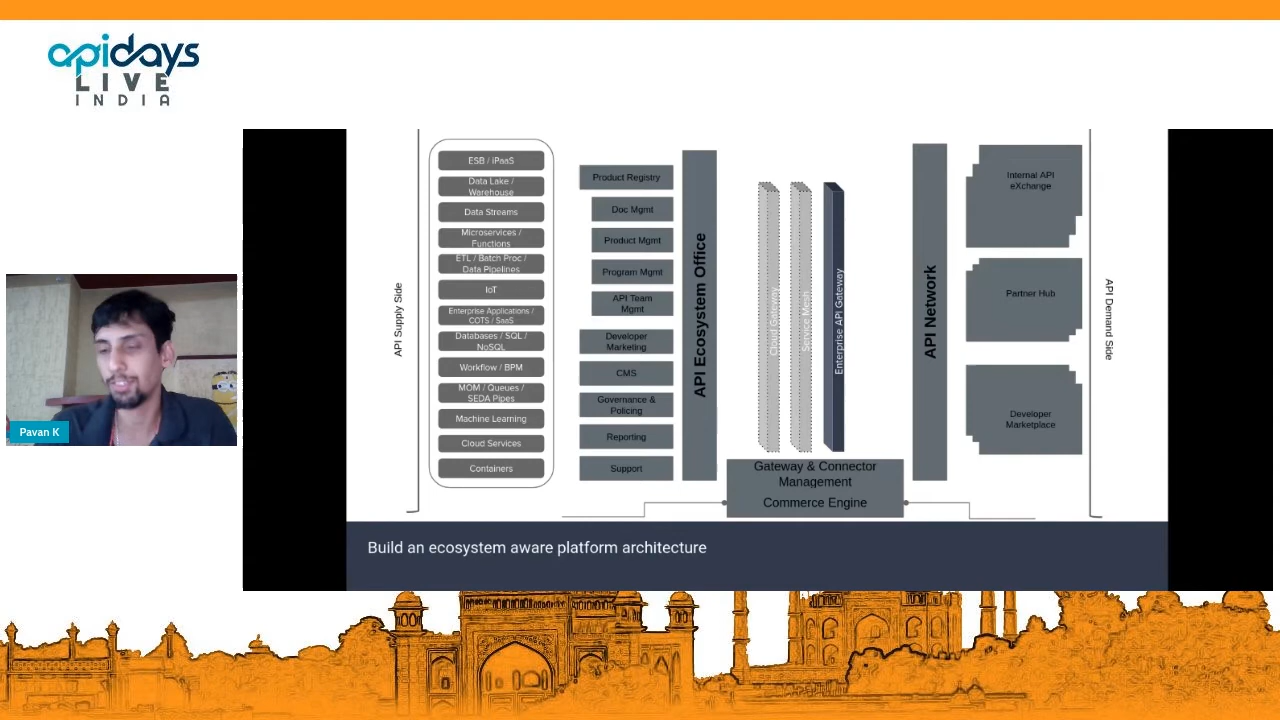 apidays
LIVE
INDIA
ESB / iPaaS
Data Lake /
Warehouse
Data Streams
Microservices /
Functions
ETL / Batch Proc /
Data Pipelines
IoT
Enterprise Applications /
COTS / SaaS
Databases / SQL /
NoSQL
Workflow / BPM
MOM / Queues /
SEDA Pipes
Machine Learning
Cloud Services
Containers
API Supply Side
Product Registry
Doc Mgmt
Product Mgmt
Program Mgmt
API Team
Mgmt
Developer
Marketing
CMS
Governance &
Policing
Reporting
Support
API Ecosystem Office
Cloud Gateway
Enterprise API Gateway
Gateway & Connector
Management
Commerce Engine
API Network
Internal API
eXchange
Partner Hub
Developer
Marketplace
API Demand Side
Pavan K
Build an ecosystem aware platform architecture